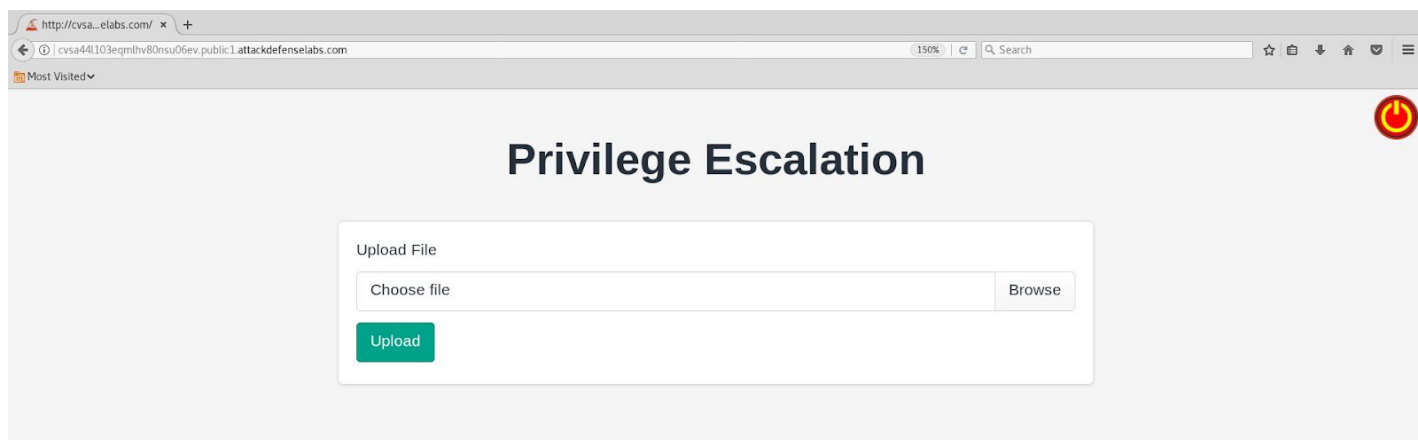 http://cvsa...elabs.com/ × +
cvsa44l103eqmlhv80nsu06ev.public1.attackdefenselabs.com 150% Search
Most Visited
Privilege Escalation
Upload File
Choose file Browse
Upload